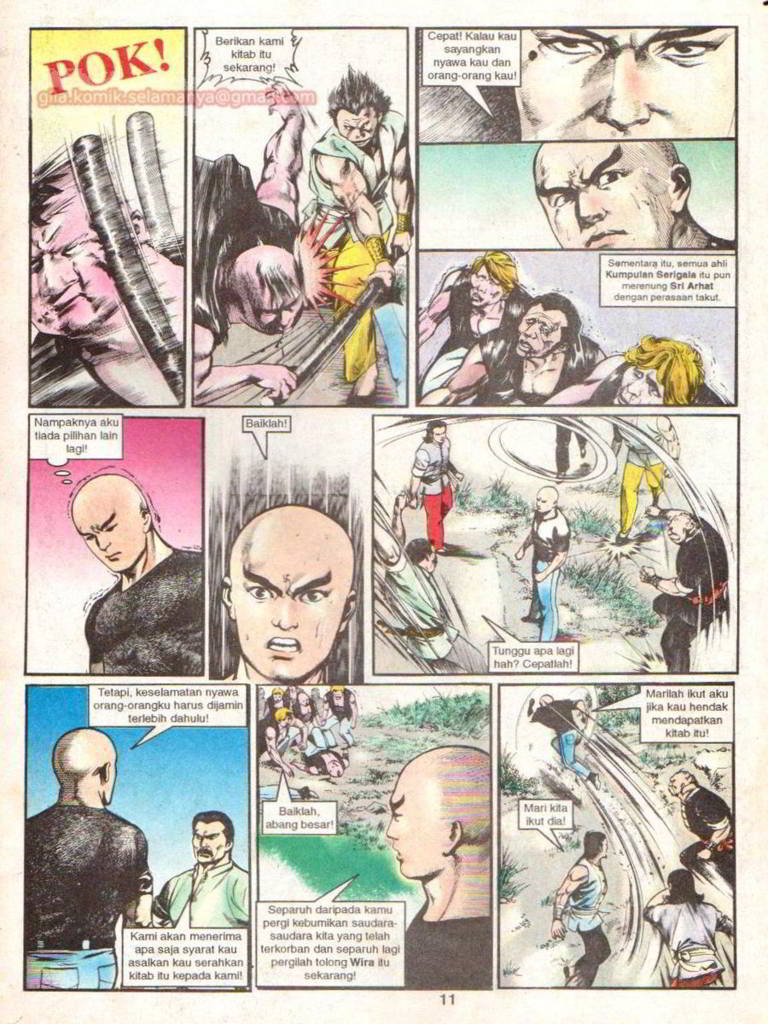 POK!
gila.komik.selamanya@gmail.com
Berikan kami
kitab itu
sekarang!
Cepat! Kalau kau
sayangkan
nyawa kau dan
orang-orang kau!
Sementara itu, semua ahli
Kumpulan Serigala itu pun
merenung Sri Arhat
dengan perasaan takut.
Nampaknya aku
tiada pilihan lain
lagi!
Baiklah!
Tunggu apa lagi
hah? Cepatlah!
Tetapi, keselamatan nyawa
orang-orangku harus dijamin
terlebih dahulu!
Kami akan menerima
apa saja syarat kau
asalkan kau serahkan
kitab itu kepada kami!
Baiklah,
abang besar!
Separuh daripada kamu
pergi kebumikan saudara-
saudara kita yang telah
terkorban dan separuh lagi
pergilah tolong Wira itu
sekarang!
Marilah ikut aku
jika kau hendak
mendapatkan
kitab itu!
Mari kita
ikut dia!
11